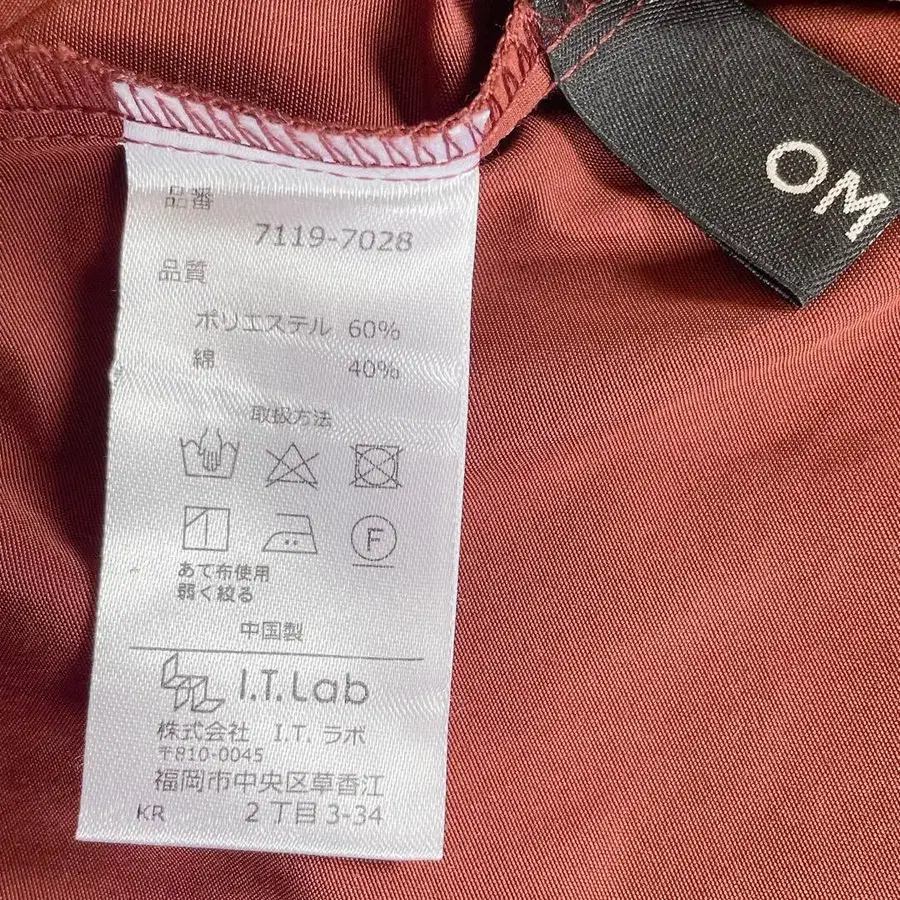 品番
7119-7028
品質
ポリエステル 60%
綿 40%
取扱方法
F
あて布使用
弱く絞る
中国製
I.T.Lab
株式会社 I.T. ラボ
〒810-0045
福岡市中央区草香江
KR 2丁目3-34
OM